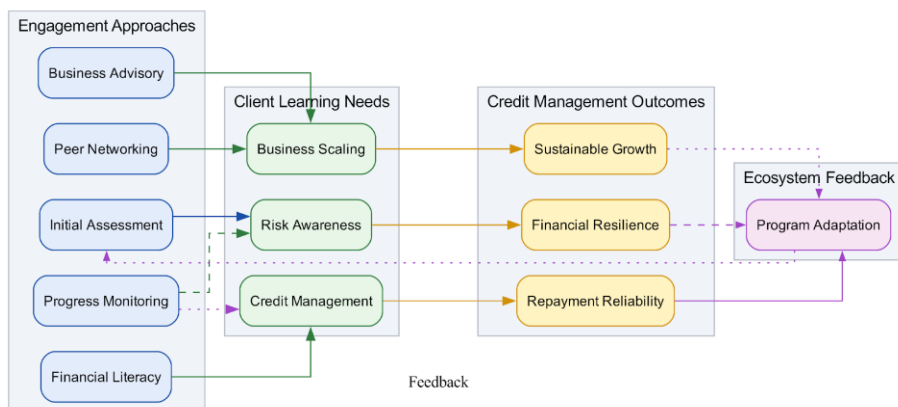 Engagement Approaches
Business Advisory
Peer Networking
Initial Assessment
Progress Monitoring
Financial Literacy
Client Learning Needs
Business Scaling
Risk Awareness
Credit Management
Credit Management Outcomes
Sustainable Growth
Financial Resilience
Repayment Reliability
Ecosystem Feedback
Program Adaptation
Feedback